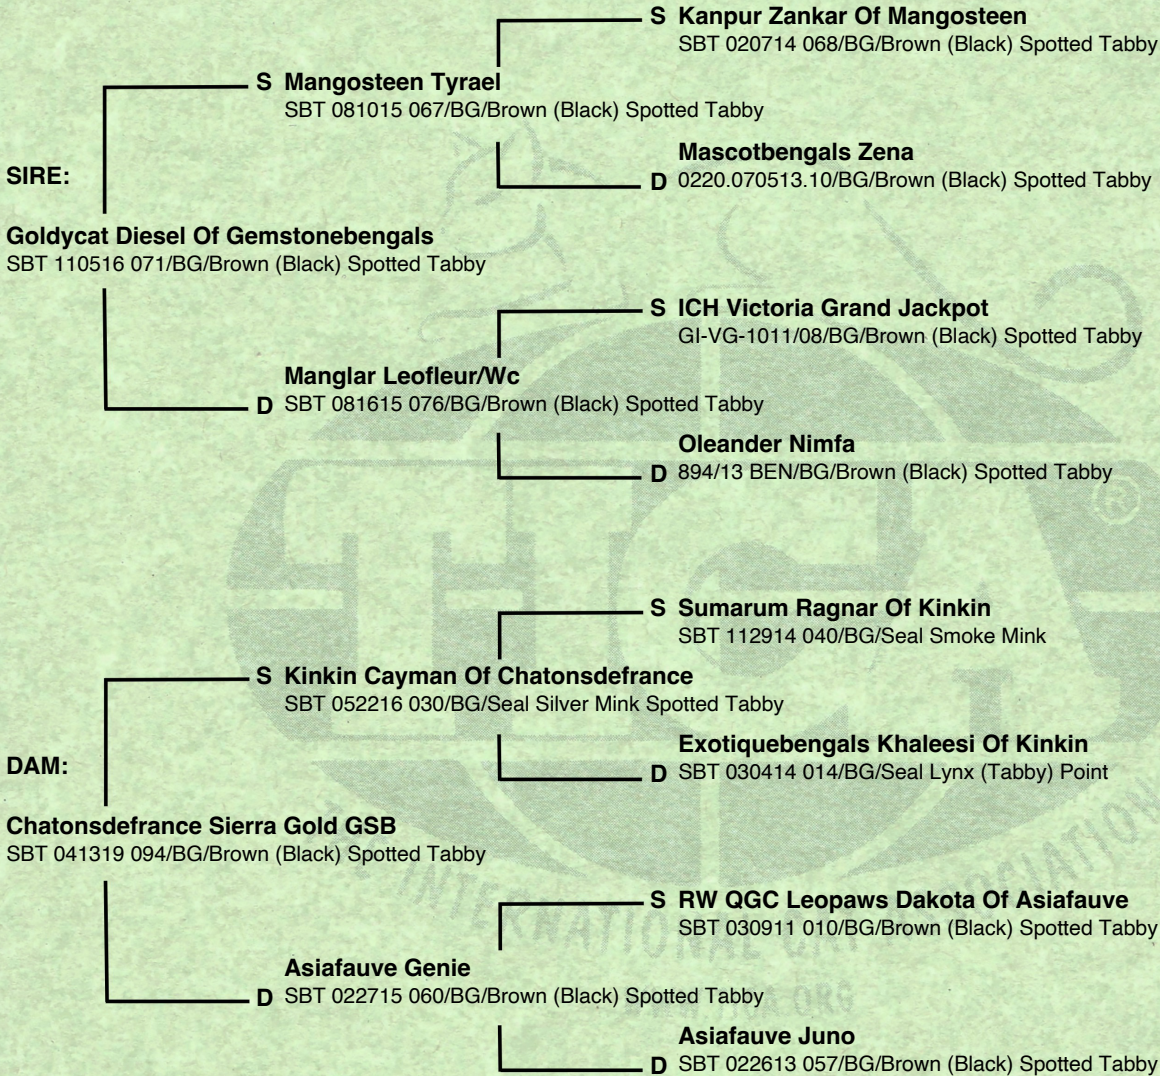 S Kanpur Zankar Of Mangosteen
SBT 020714 068/BG/Brown (Black) Spotted Tabby
S Mangosteen Tyrael
SBT 081015 067/BG/Brown (Black) Spotted Tabby
Mascotbengals Zena
D 0220.070513.10/BG/Brown (Black) Spotted Tabby
SIRE:
Goldycat Diesel Of Gemstonebengals
SBT 110516 071/BG/Brown (Black) Spotted Tabby
S ICH Victoria Grand Jackpot
GI-VG-1011/08/BG/Brown (Black) Spotted Tabby
Manglar Leofleur/Wc
D SBT 081615 076/BG/Brown (Black) Spotted Tabby
Oleander Nimfa
D 894/13 BEN/BG/Brown (Black) Spotted Tabby
S Sumarum Ragnar Of Kinkin
SBT 112914 040/BG/Seal Smoke Mink
S Kinkin Cayman Of Chatonsdefrance
SBT 052216 030/BG/Seal Silver Mink Spotted Tabby
Exotiquebengals Khaleesi Of Kinkin
D SBT 030414 014/BG/Seal Lynx (Tabby) Point
DAM:
Chatonsdefrance Sierra Gold GSB
SBT 041319 094/BG/Brown (Black) Spotted Tabby
S RW QGC Leopaws Dakota Of Asiafauve
SBT 030911 010/BG/Brown (Black) Spotted Tabby
Asiafauve Genie
D SBT 022715 060/BG/Brown (Black) Spotted Tabby
Asiafauve Juno
D SBT 022613 057/BG/Brown (Black) Spotted Tabby
TICA
®
INTERNATIONAL CAT ASSOCIATION